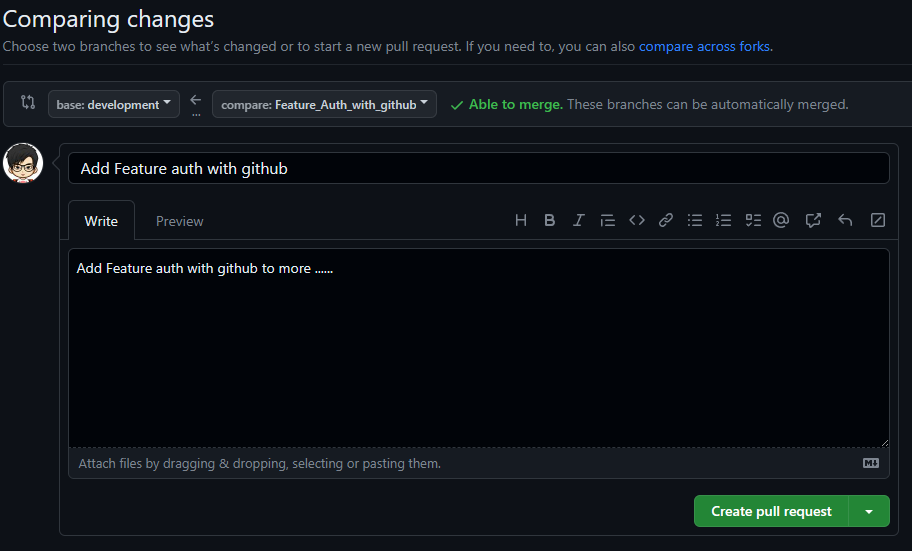 Comparing changes
Choose two branches to see what's changed or to start a new pull request. If you need to, you can also compare across forks.
base: development ... compare: Feature_Auth_with_github Able to merge. These branches can be automatically merged.
Add Feature auth with github
Write Preview H B I
Add Feature auth with github to more ......
Attach files by dragging & dropping, selecting or pasting them.
Create pull request